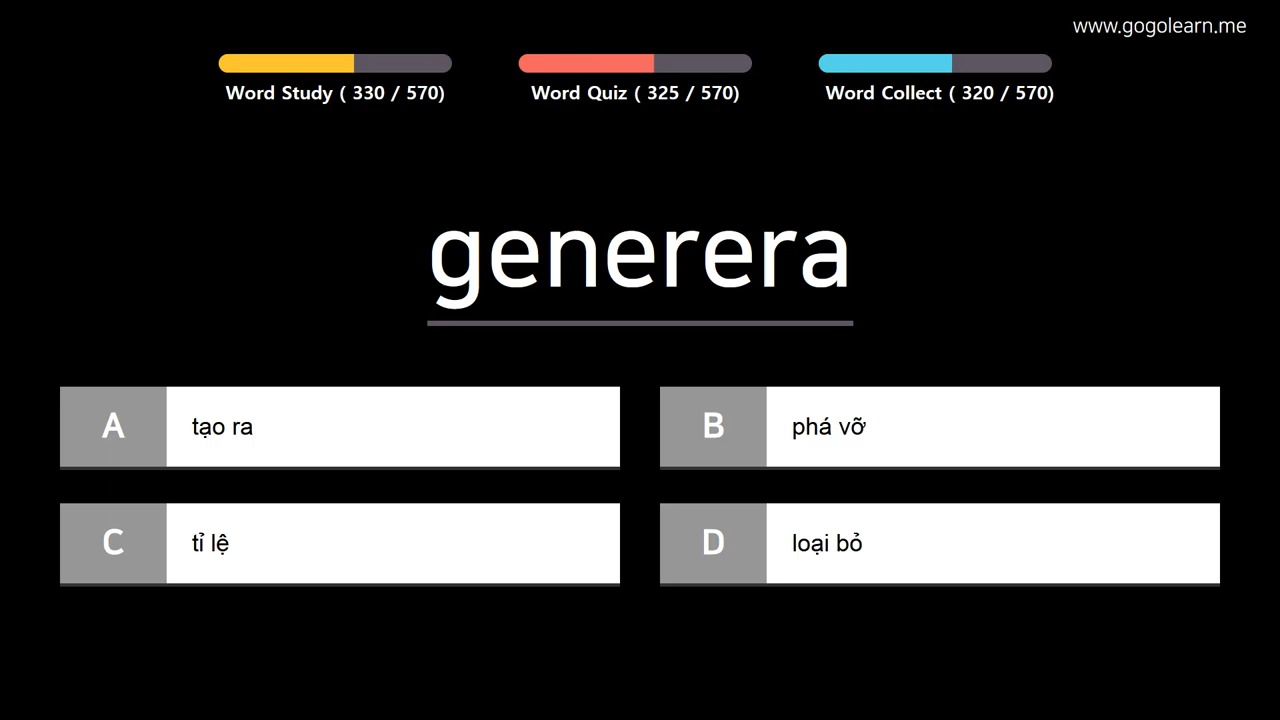 www.gogolearn.me
Word Study ( 330 / 570)
Word Quiz ( 325 / 570)
Word Collect ( 320 / 570)
generera
A
tạo ra
B
phá vỡ
C
tỉ lệ
D
loại bỏ